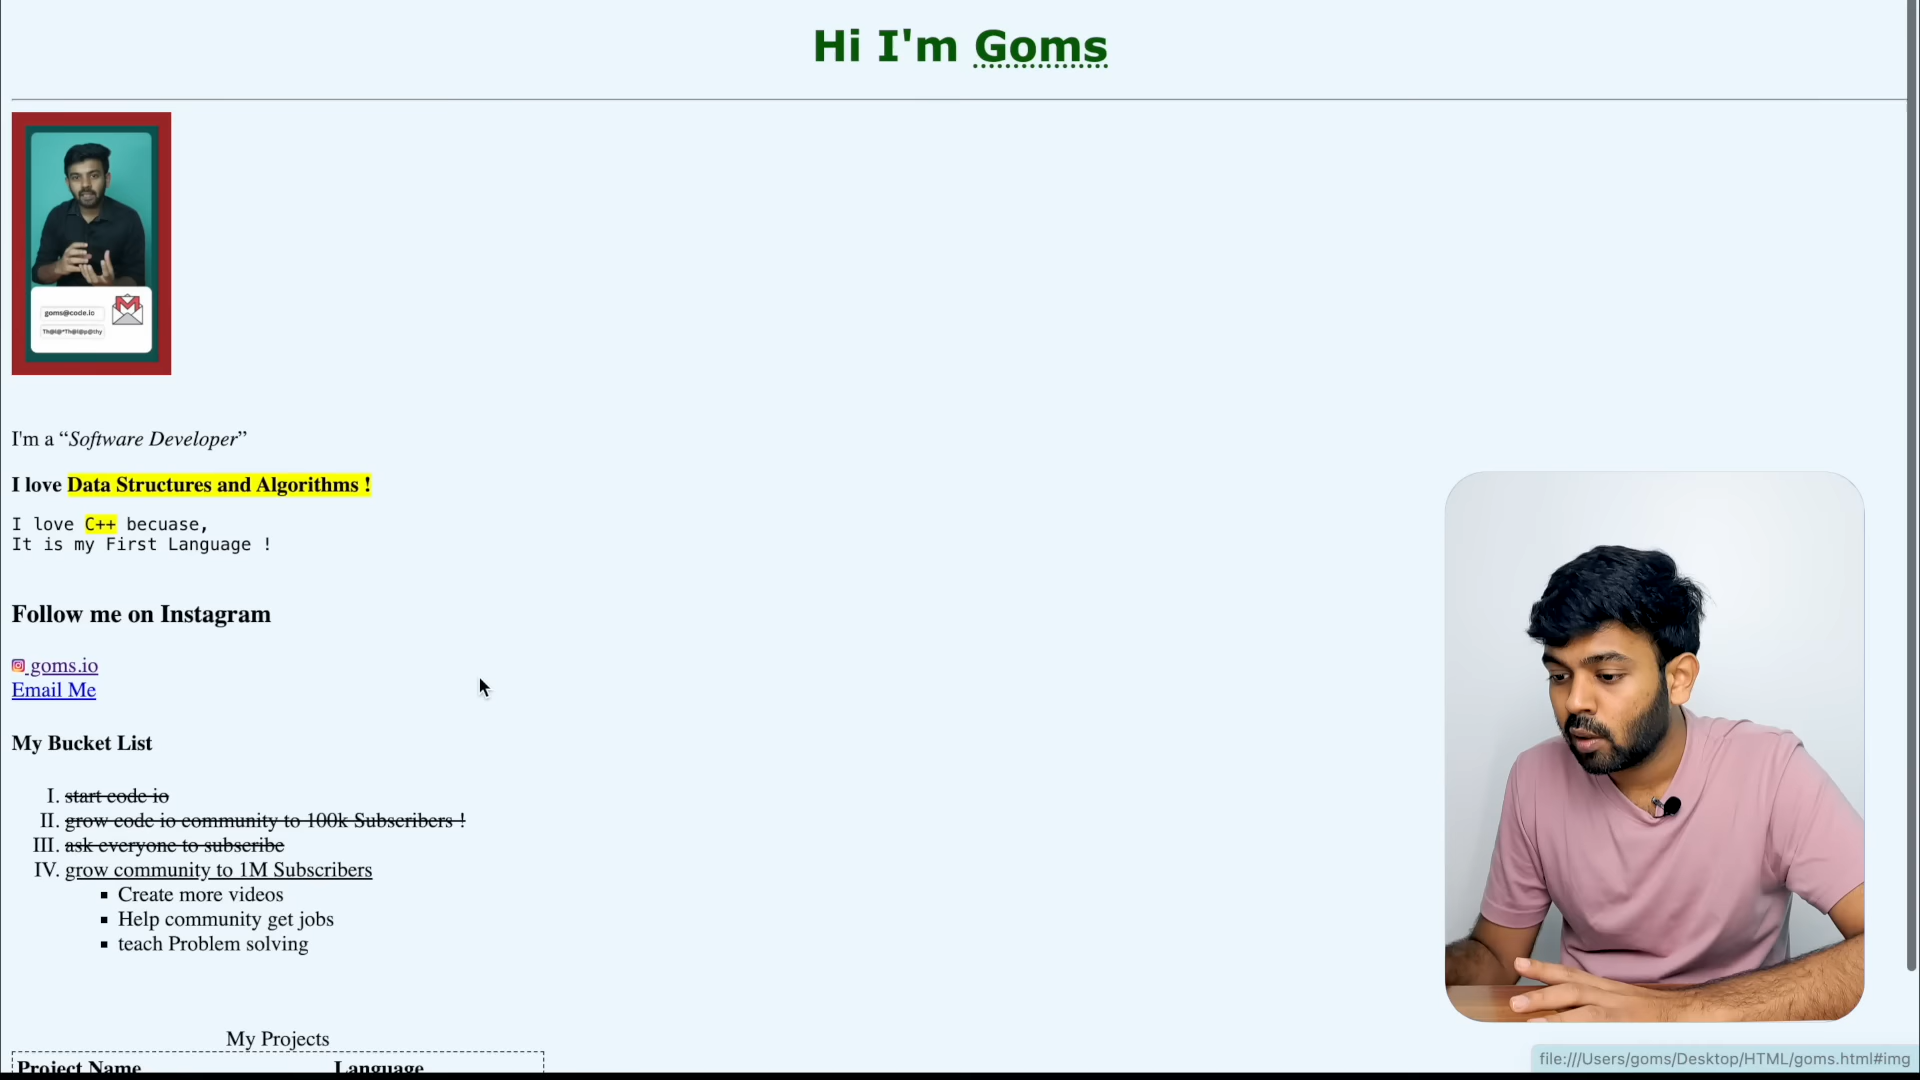 Hi I'm Goms
goms@code.io
I'm a “Software Developer”
I love Data Structures and Algorithms !
I love C++ becuase,
It is my First Language !
Follow me on Instagram
goms.io
Email Me
My Bucket List
I. start code io
II. grow code io community to 100k Subscribers !
III. ask everyone to subscribe
IV. grow community to 1M Subscribers
▪ Create more videos
▪ Help community get jobs
▪ teach Problem solving
My Projects
Project Name Language
file:///Users/goms/Desktop/HTML/goms.html#img